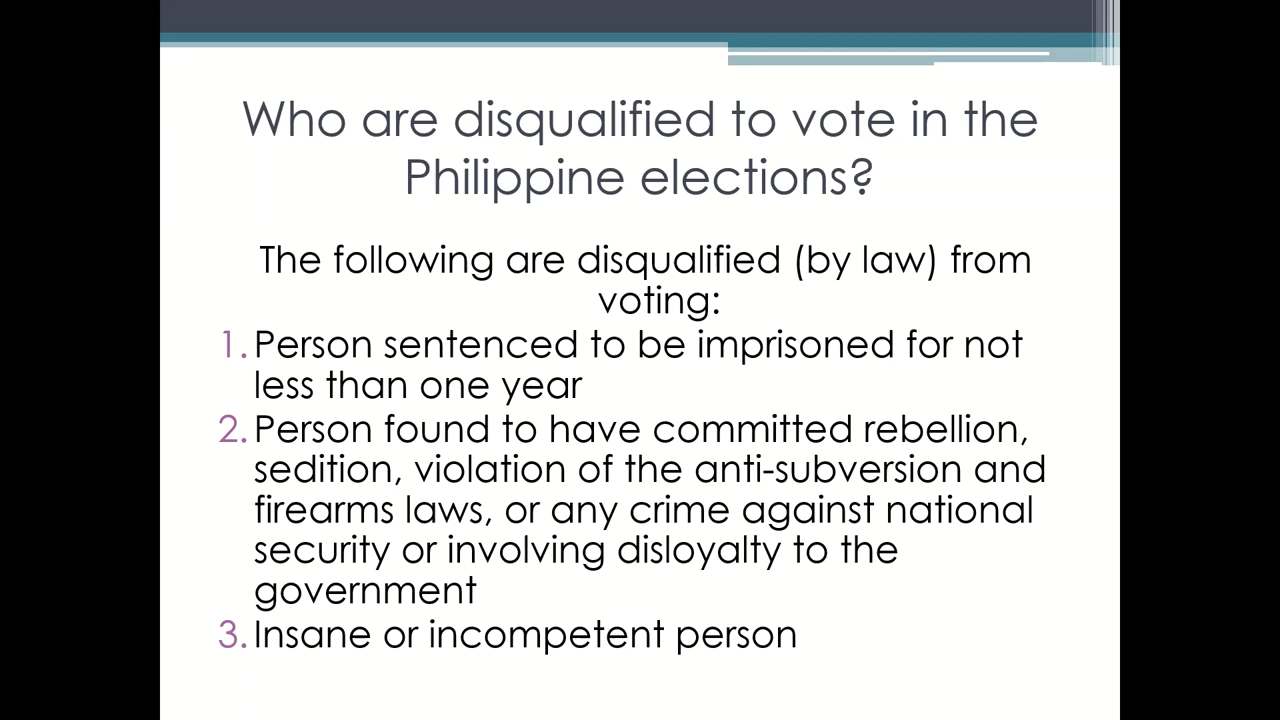 Who are disqualified to vote in the
Philippine elections?
The following are disqualified (by law) from
voting:
1. Person sentenced to be imprisoned for not
less than one year
2. Person found to have committed rebellion,
sedition, violation of the anti-subversion and
firearms laws, or any crime against national
security or involving disloyalty to the
government
3. Insane or incompetent person